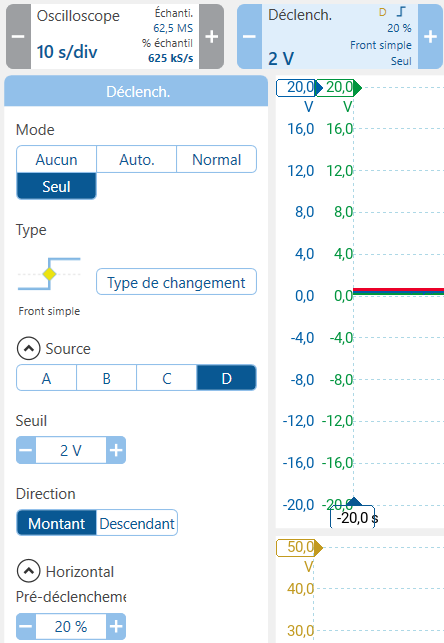 Oscilloscope
10 s/div
Échanti.
62,5 MS
% échantil
625 kS/s
Déclench.
2 V
D
20 %
Front simple
Seul
Déclench.
Mode
Aucun
Auto.
Normal
Seul
Type
Type de changement
Front simple
Source
A
B
C
D
Seuil
2 V
Direction
Montant
Descendant
Horizontal
Pré-déclencheme
20 %
20,0 20,0
V V
16,0 16,0
12,0 12,0
8,0 8,0
4,0 4,0
0,0 0,0
-4,0 -4,0
-8,0 -8,0
-12,0 -12,0
-16,0 -16,0
-20,0 -20,0
-20,0 s
50,0
V
40,0
30,0